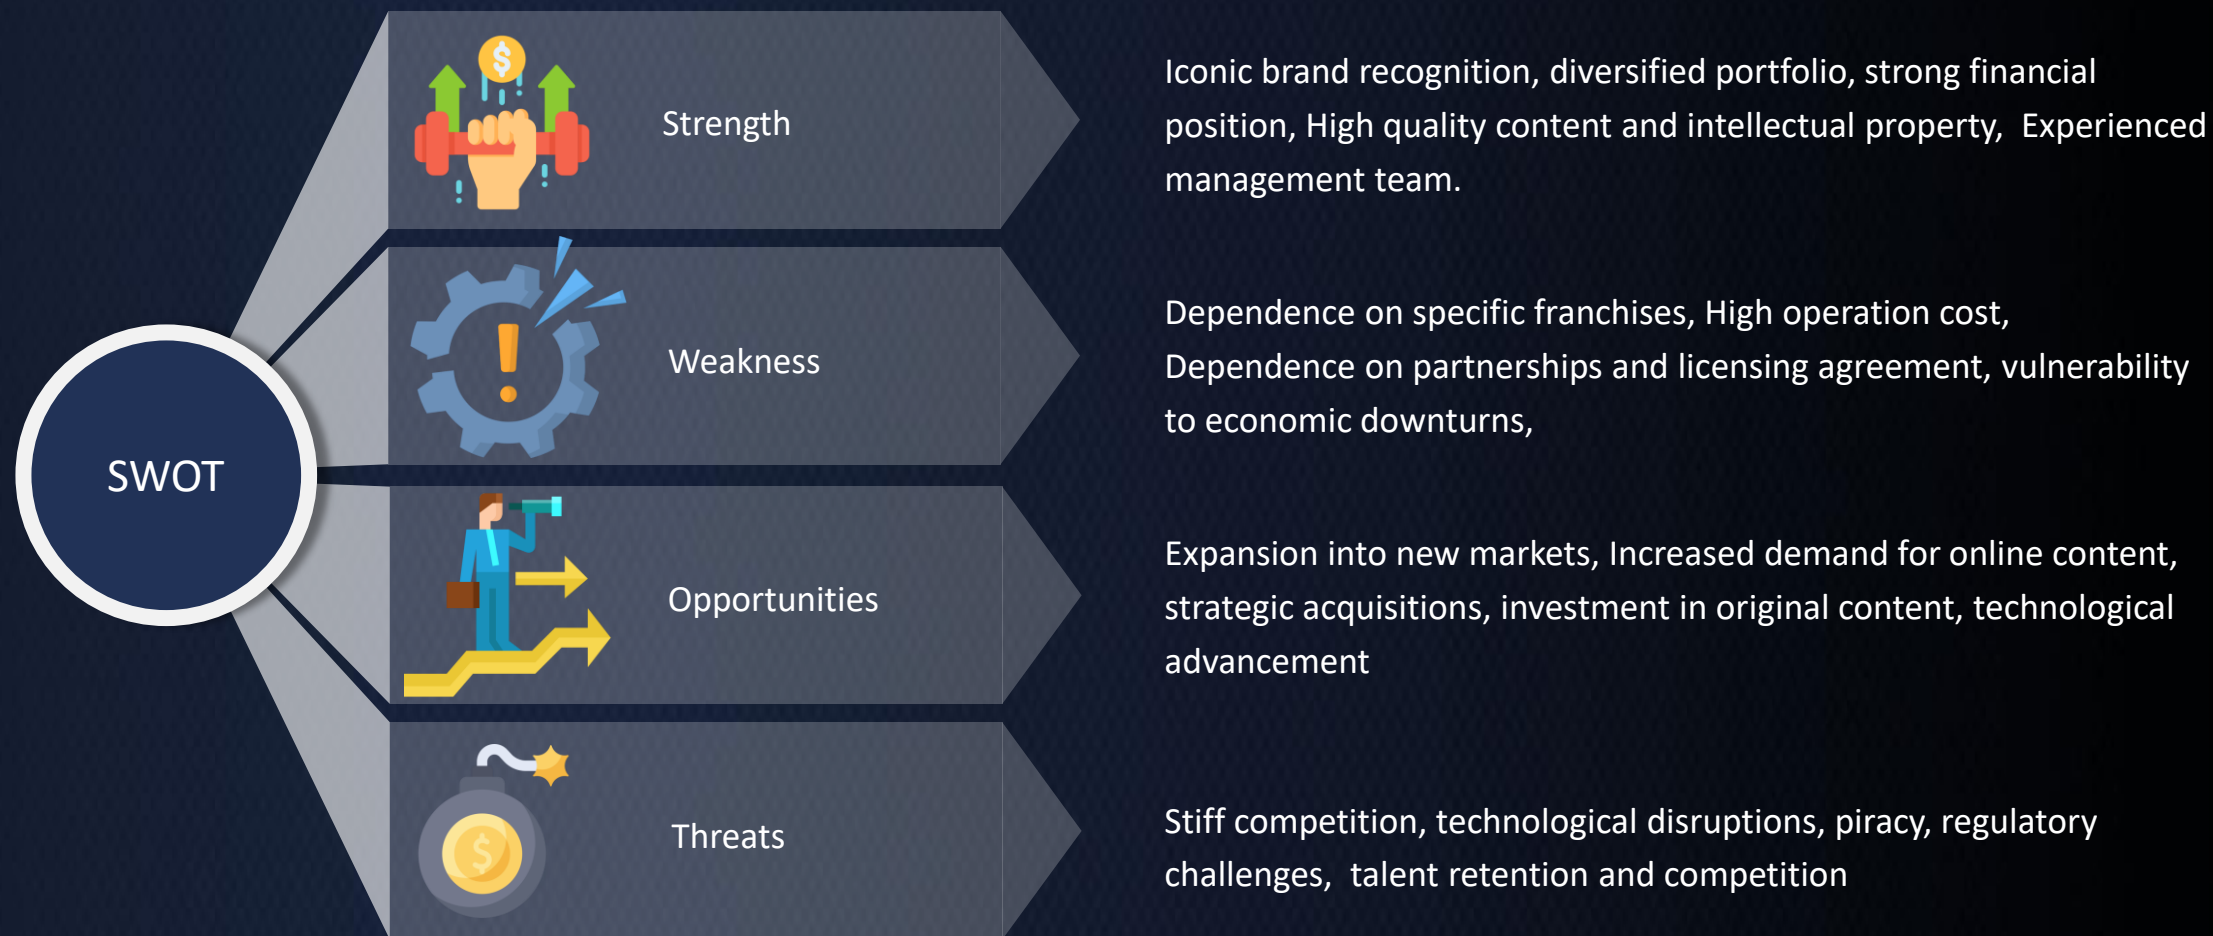 SWOT
Strength
Iconic brand recognition, diversified portfolio, strong financial
position, High quality content and intellectual property,  Experienced
management team.
Weakness
Dependence on specific franchises, High operation cost,
Dependence on partnerships and licensing agreement, vulnerability
to economic downturns,
Opportunities
Expansion into new markets, Increased demand for online content,
strategic acquisitions, investment in original content, technological
advancement
Threats
Stiff competition, technological disruptions, piracy, regulatory
challenges,  talent retention and competition